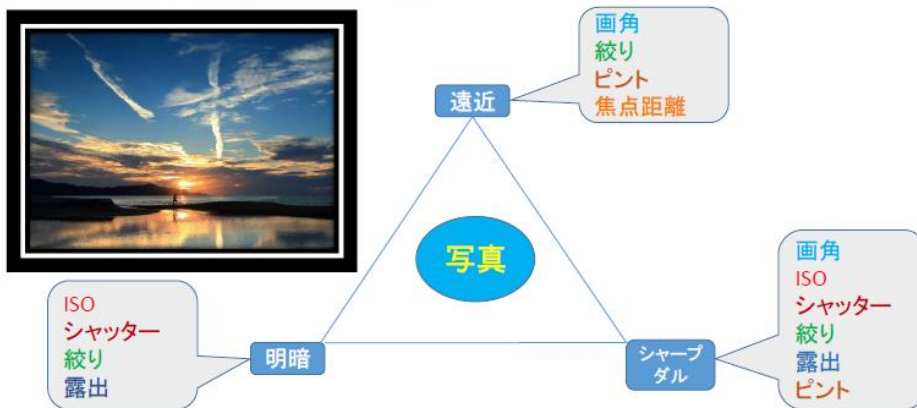 画角
絞り
ピント
焦点距離
遠近
写真
ISO
シャッター
絞り
露出
明暗
シャープ
ダル
画角
ISO
シャッター
絞り
露出
ピント